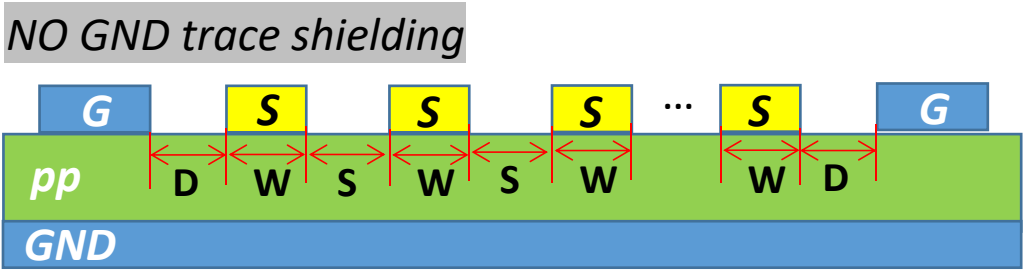 NO GND trace shielding
G S S S ... S G
pp D W S W S W W D
GND